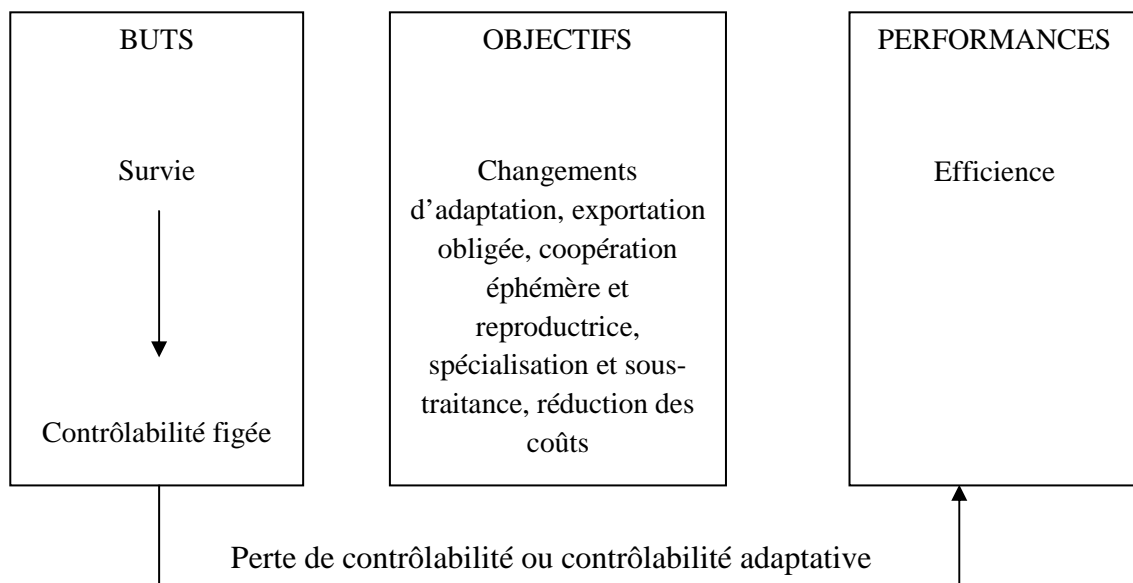 BUTS
Survie
Contrôlabilité figée
OBJECTIFS
Changements
d’adaptation, exportation
obligée, coopération
éphémère et
reproductrice,
spécialisation et sous-
traitance, réduction des
coûts
PERFORMANCES
Efficience
Perte de contrôlabilité ou contrôlabilité adaptative